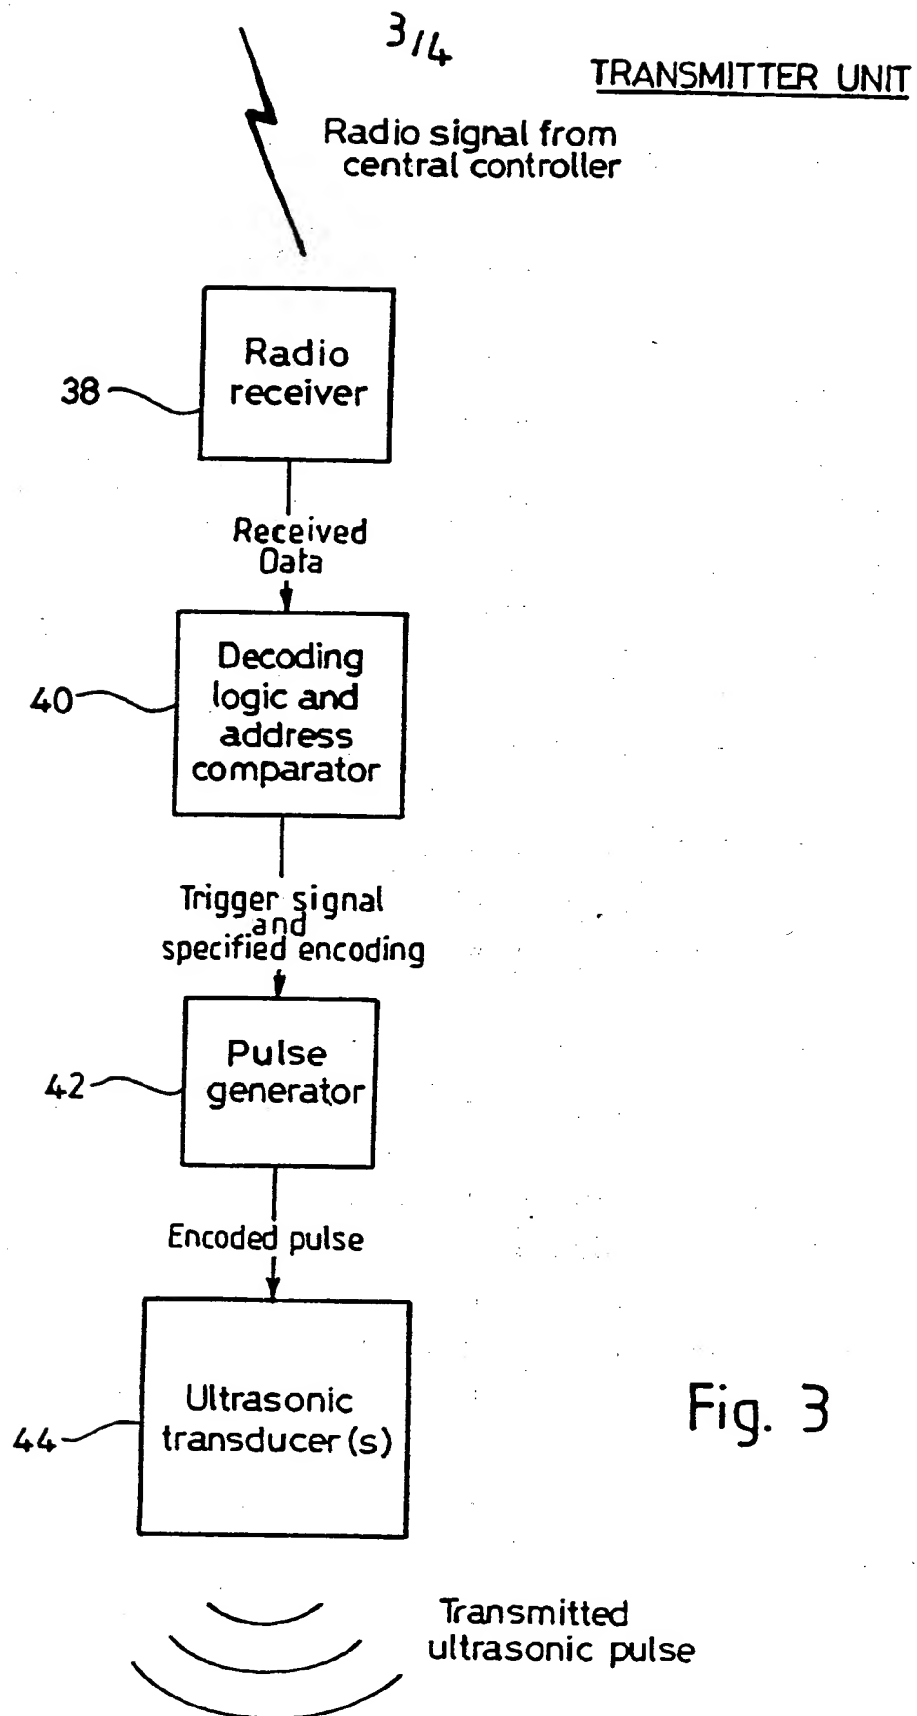 3/4
TRANSMITTER UNIT
Radio signal from
central controller
Radio
receiver
38
Received
Data
Decoding
logic and
address
comparator
40
Trigger signal
and
specified encoding
Pulse
generator
42
Encoded pulse
Ultrasonic
transducer(s)
44
Fig. 3
Transmitted
ultrasonic pulse